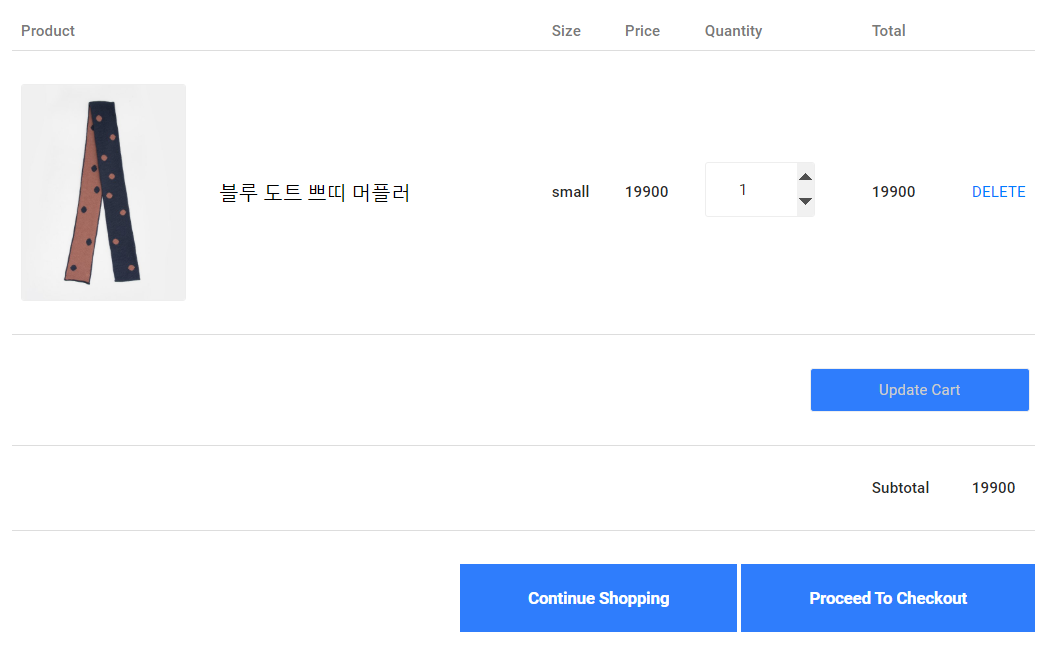 Product Size Price Quantity Total
블루 도트 쁘띠 머플러 small 19900 1 19900 DELETE
Update Cart
Subtotal 19900
Continue Shopping Proceed To Checkout